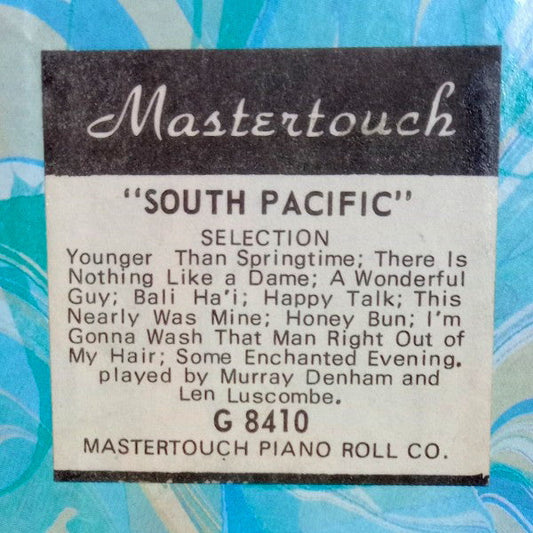 Mastertouch
"SOUTH PACIFIC"
SELECTION
Younger Than Springtime; There Is
Nothing Like a Dame; A Wonderful
Guy; Bali Ha'i; Happy Talk; This
Nearly Was Mine; Honey Bun; I'm
Gonna Wash That Man Right Out of
My Hair; Some Enchanted Evening.
played by Murray Denham and
Len Luscombe.
G 8410
MASTERTOUCH PIANO ROLL CO.